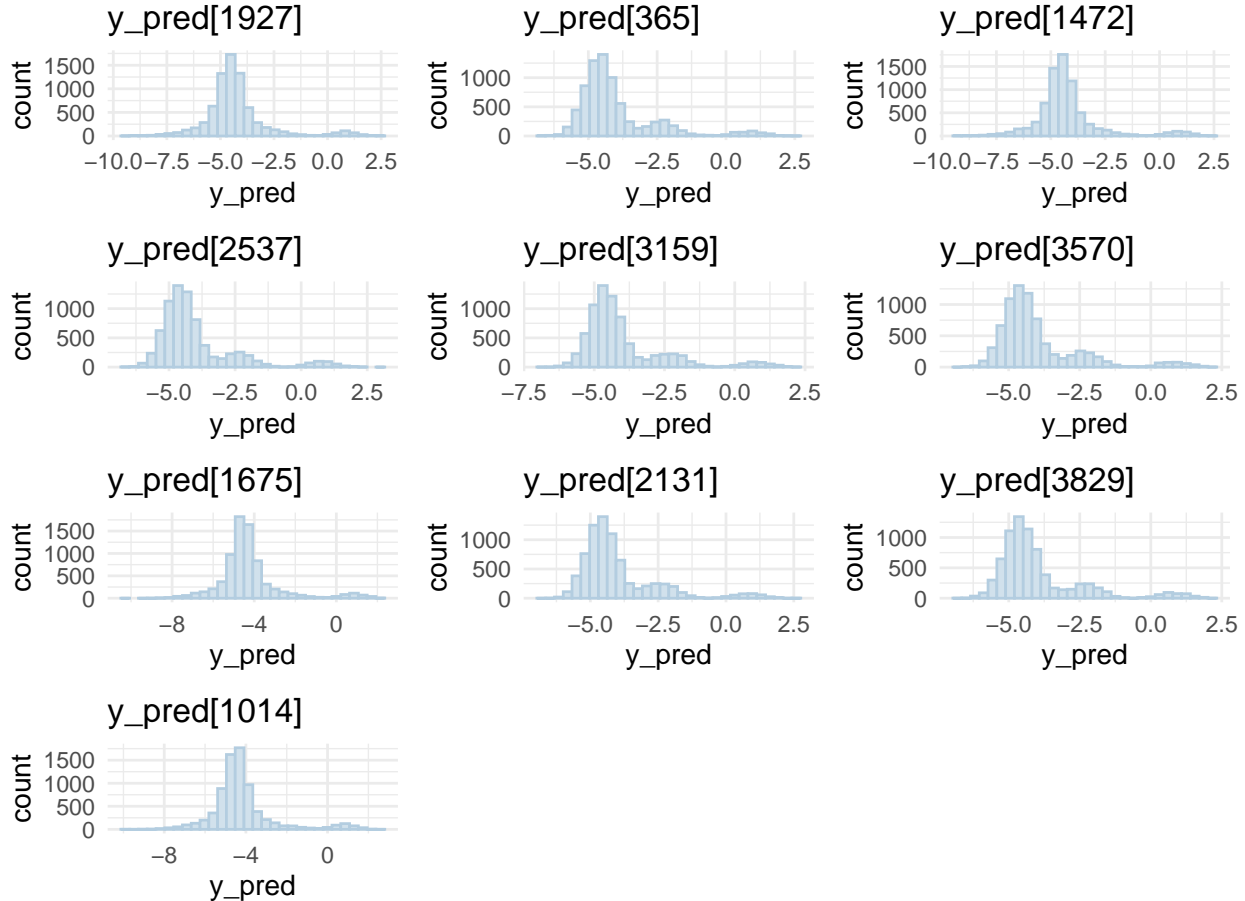 y_pred[1927]
count
1500
1000
500
0
−10.0 −7.5 −5.0 −2.5 0.0 2.5
y_pred
y_pred[365]
count
1000
500
0
−5.0 −2.5 0.0 2.5
y_pred
y_pred[1472]
count
1500
1000
500
0
−10.0 −7.5 −5.0 −2.5 0.0 2.5
y_pred
y_pred[2537]
count
1000
500
0
−5.0 −2.5 0.0 2.5
y_pred
y_pred[3159]
count
1000
500
0
−7.5 −5.0 −2.5 0.0 2.5
y_pred
y_pred[3570]
count
1000
500
0
−5.0 −2.5 0.0 2.5
y_pred
y_pred[1675]
count
1500
1000
500
0
−8 −4 0
y_pred
y_pred[2131]
count
1000
500
0
−5.0 −2.5 0.0 2.5
y_pred
y_pred[3829]
count
1000
500
0
−5.0 −2.5 0.0 2.5
y_pred
y_pred[1014]
count
1500
1000
500
0
−8 −4 0
y_pred